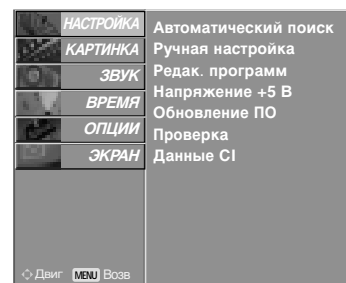 НАСТРОЙКА
КАРТИНКА
ЗВУК
ВРЕМЯ
ОПЦИИ
ЭКРАН
Автоматический поиск
Ручная настройка
Редак. программ
Напряжение +5 В
Обновление ПО
Проверка
Данные CI
Двиг MENU Возв